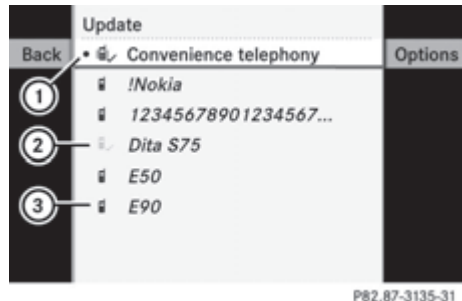 Update
Back • Convenience telephony Options
1
!Nokia
12345678901234567...
2 Dita S75
E50
3 E90
P82.87-3135-31